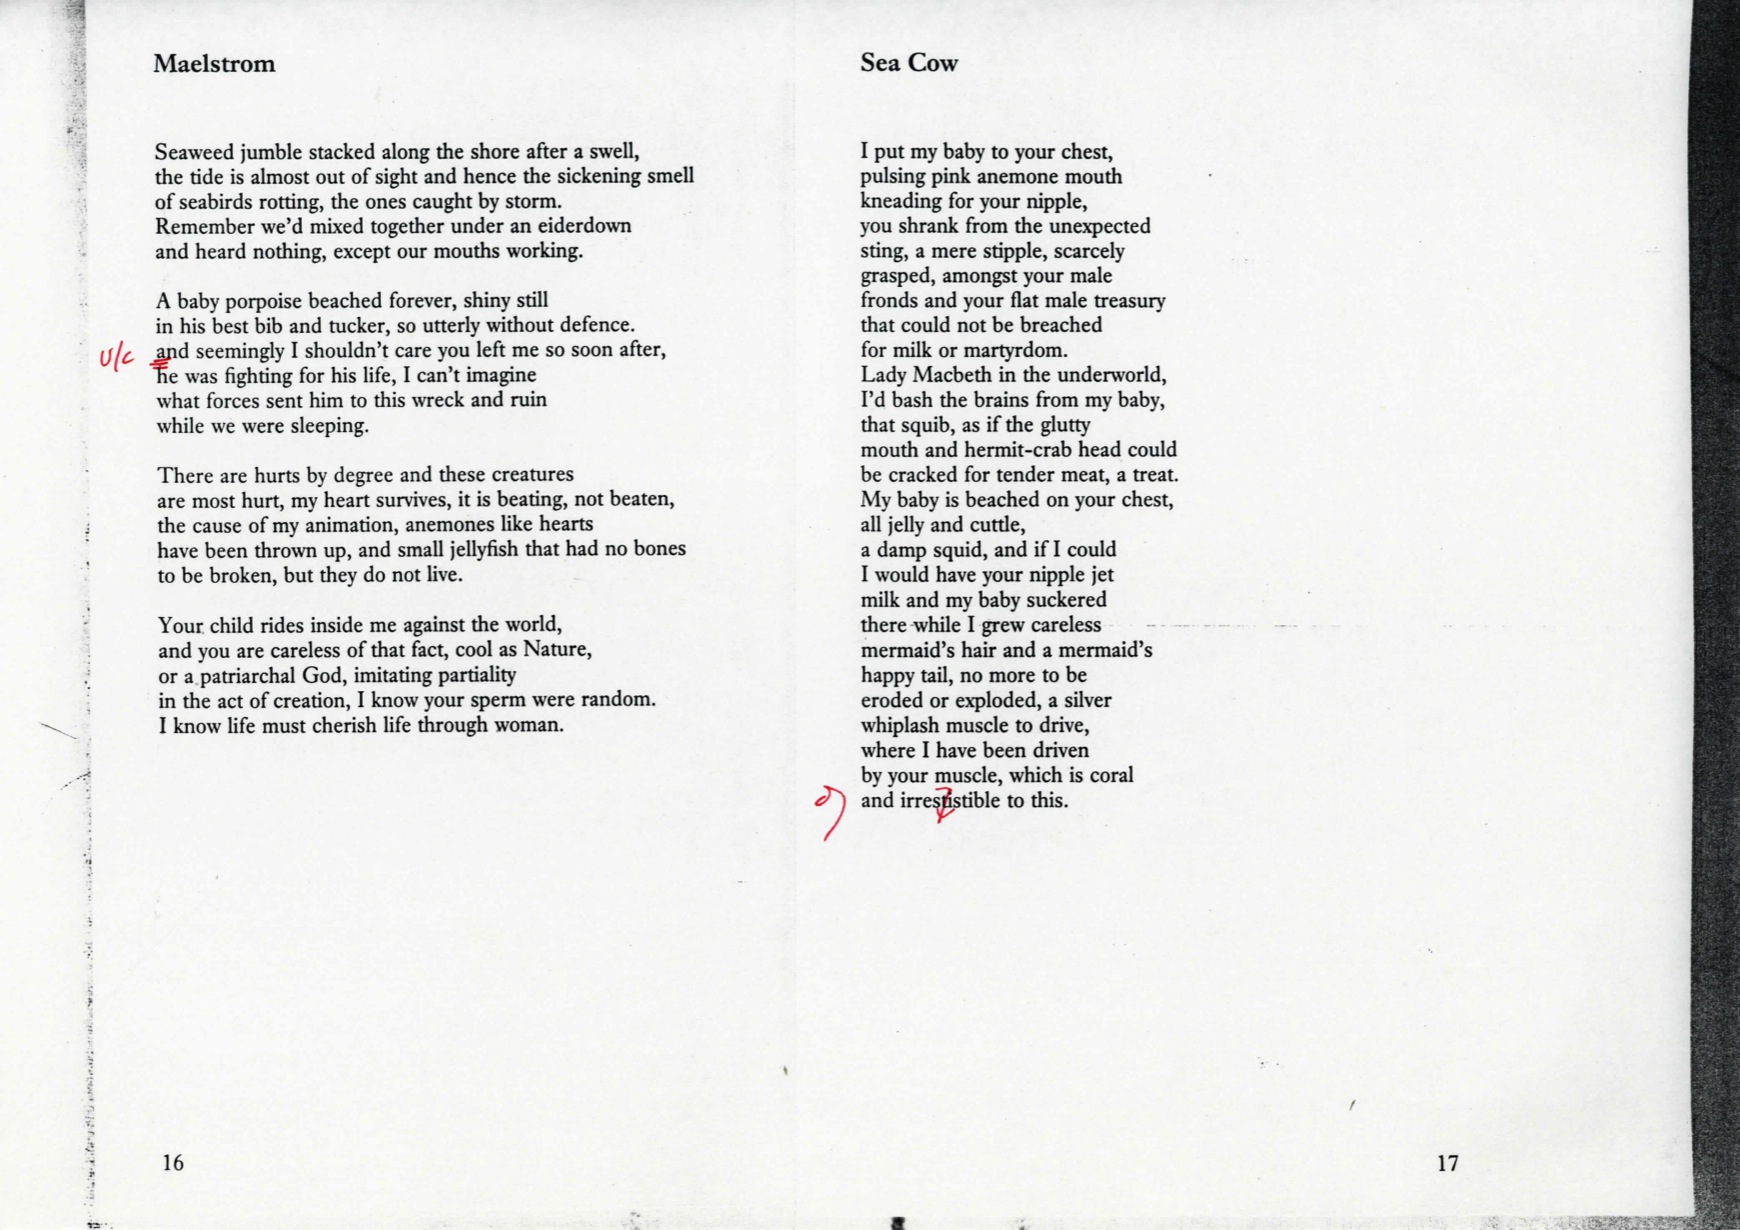 Maelstrom
Seaweed jumble stacked along the shore after a swell,
the tide is almost out of sight and hence the sickening smell
of seabirds rotting, the ones caught by storm.
Remember we'd mixed together under an eiderdown
and heard nothing, except our mouths working.
A baby porpoise beached forever, shiny still
in his best bib and tucker, so utterly without defence.
u/c and seemingly I shouldn't care you left me so soon after,
he was fighting for his life, I can't imagine
what forces sent him to this wreck and ruin
while we were sleeping.
There are hurts by degree and these creatures
are most hurt, my heart survives, it is beating, not beaten,
the cause of my animation, anemones like hearts
have been thrown up, and small jellyfish that had no bones
to be broken, but they do not live.
Your child rides inside me against the world,
and you are careless of that fact, cool as Nature,
or a patriarchal God, imitating partiality
in the act of creation, I know your sperm were random.
I know life must cherish life through woman.
16
Sea Cow
I put my baby to your chest,
pulsing pink anemone mouth
kneading for your nipple,
you shrank from the unexpected
sting, a mere stipple, scarcely
grasped, amongst your male
fronds and your flat male treasury
that could not be breached
for milk or martyrdom.
Lady Macbeth in the underworld,
I'd bash the brains from my baby,
that squib, as if the glutty
mouth and hermit-crab head could
be cracked for tender meat, a treat.
My baby is beached on your chest,
all jelly and cuttle,
a damp squid, and if I could
I would have your nipple jet
milk and my baby suckered
there while I grew careless
mermaid's hair and a mermaid's
happy tail, no more to be
eroded or exploded, a silver
whiplash muscle to drive,
where I have been driven
by your muscle, which is coral
and irrestistible to this.
17